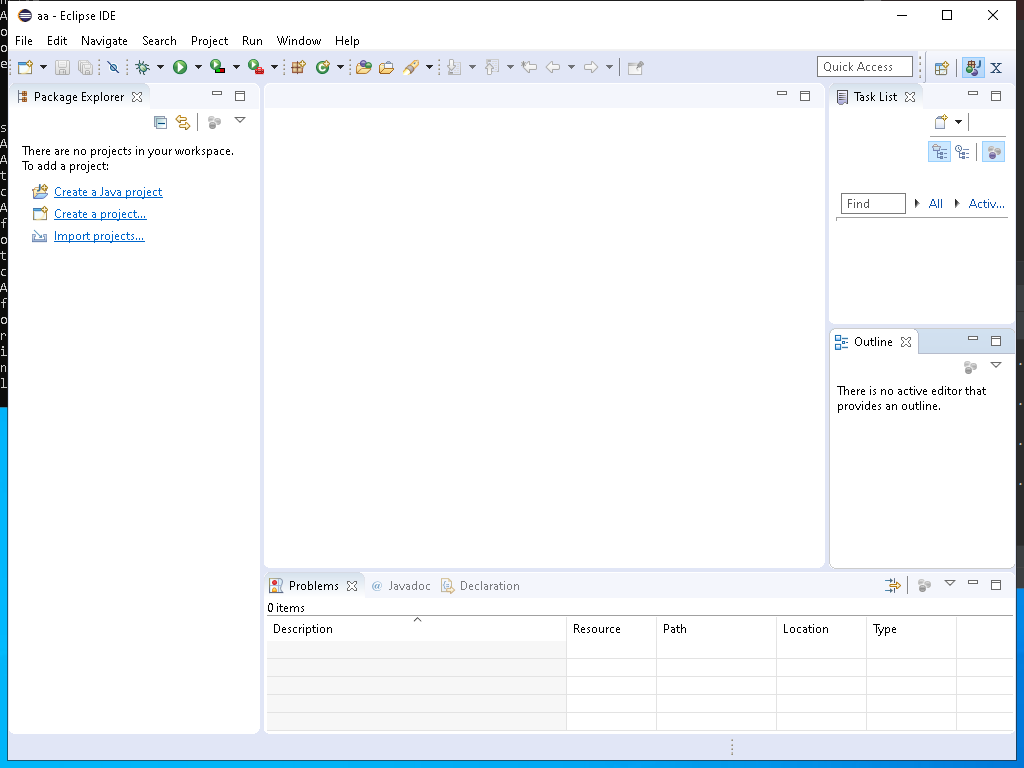 aa - Eclipse IDE
File Edit Navigate Search Project Run Window Help
Quick Access
Package Explorer
There are no projects in your workspace.
To add a project:
Create a Java project
Create a project...
Import projects...
Task List
Find All Activ...
Outline
There is no active editor that
provides an outline.
Problems @ Javadoc Declaration
0 items
Description Resource Path Location Type